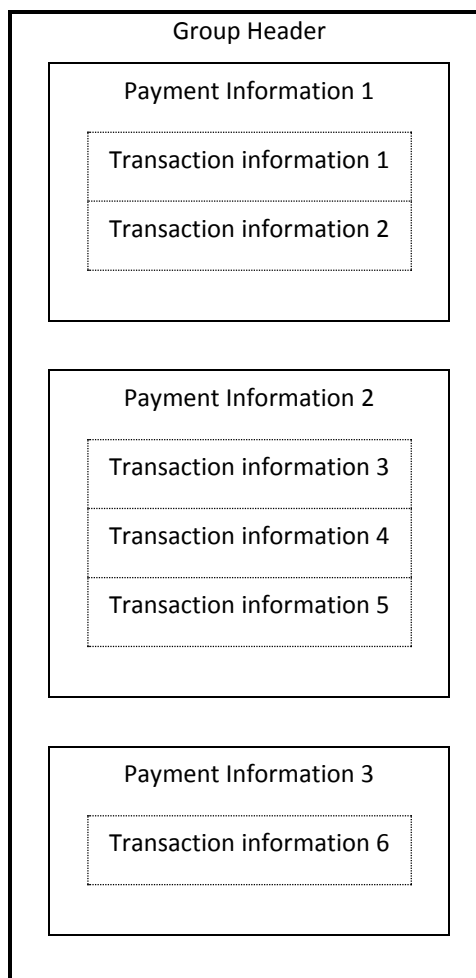 Group Header
Payment Information 1
Transaction information 1
Transaction information 2
Payment Information 2
Transaction information 3
Transaction information 4
Transaction information 5
Payment Information 3
Transaction information 6